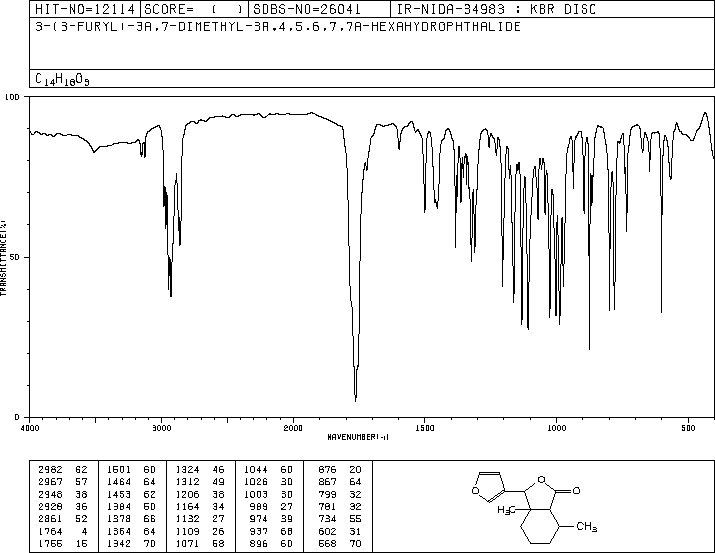 HIT-NO=12114 SCORE= ( ) SDBS-NO=26041 IR-NIDA-34983 : KBR DISC
3-(3-FURYL)-3A,7-DIMETHYL-3A,4,5,6,7,7A-HEXAHYDROPHTHALIDE
C14H18O3
100
50
0
TRANSMITTANCE(%)
4000 3000 2000 1500 1000 500
WAVENUMBER(-1)
2982 62 1501 60 1324 46 1044 60 876 20
2967 57 1464 64 1312 49 1026 30 867 64
2948 38 1453 62 1206 38 1003 30 799 32
2928 36 1384 50 1164 34 989 27 781 32
2861 52 1378 66 1132 27 974 39 734 55
1764 4 1364 64 1109 26 937 68 602 31
1755 15 1342 70 1071 58 896 60 568 70
O
O
O
H3C
CH3